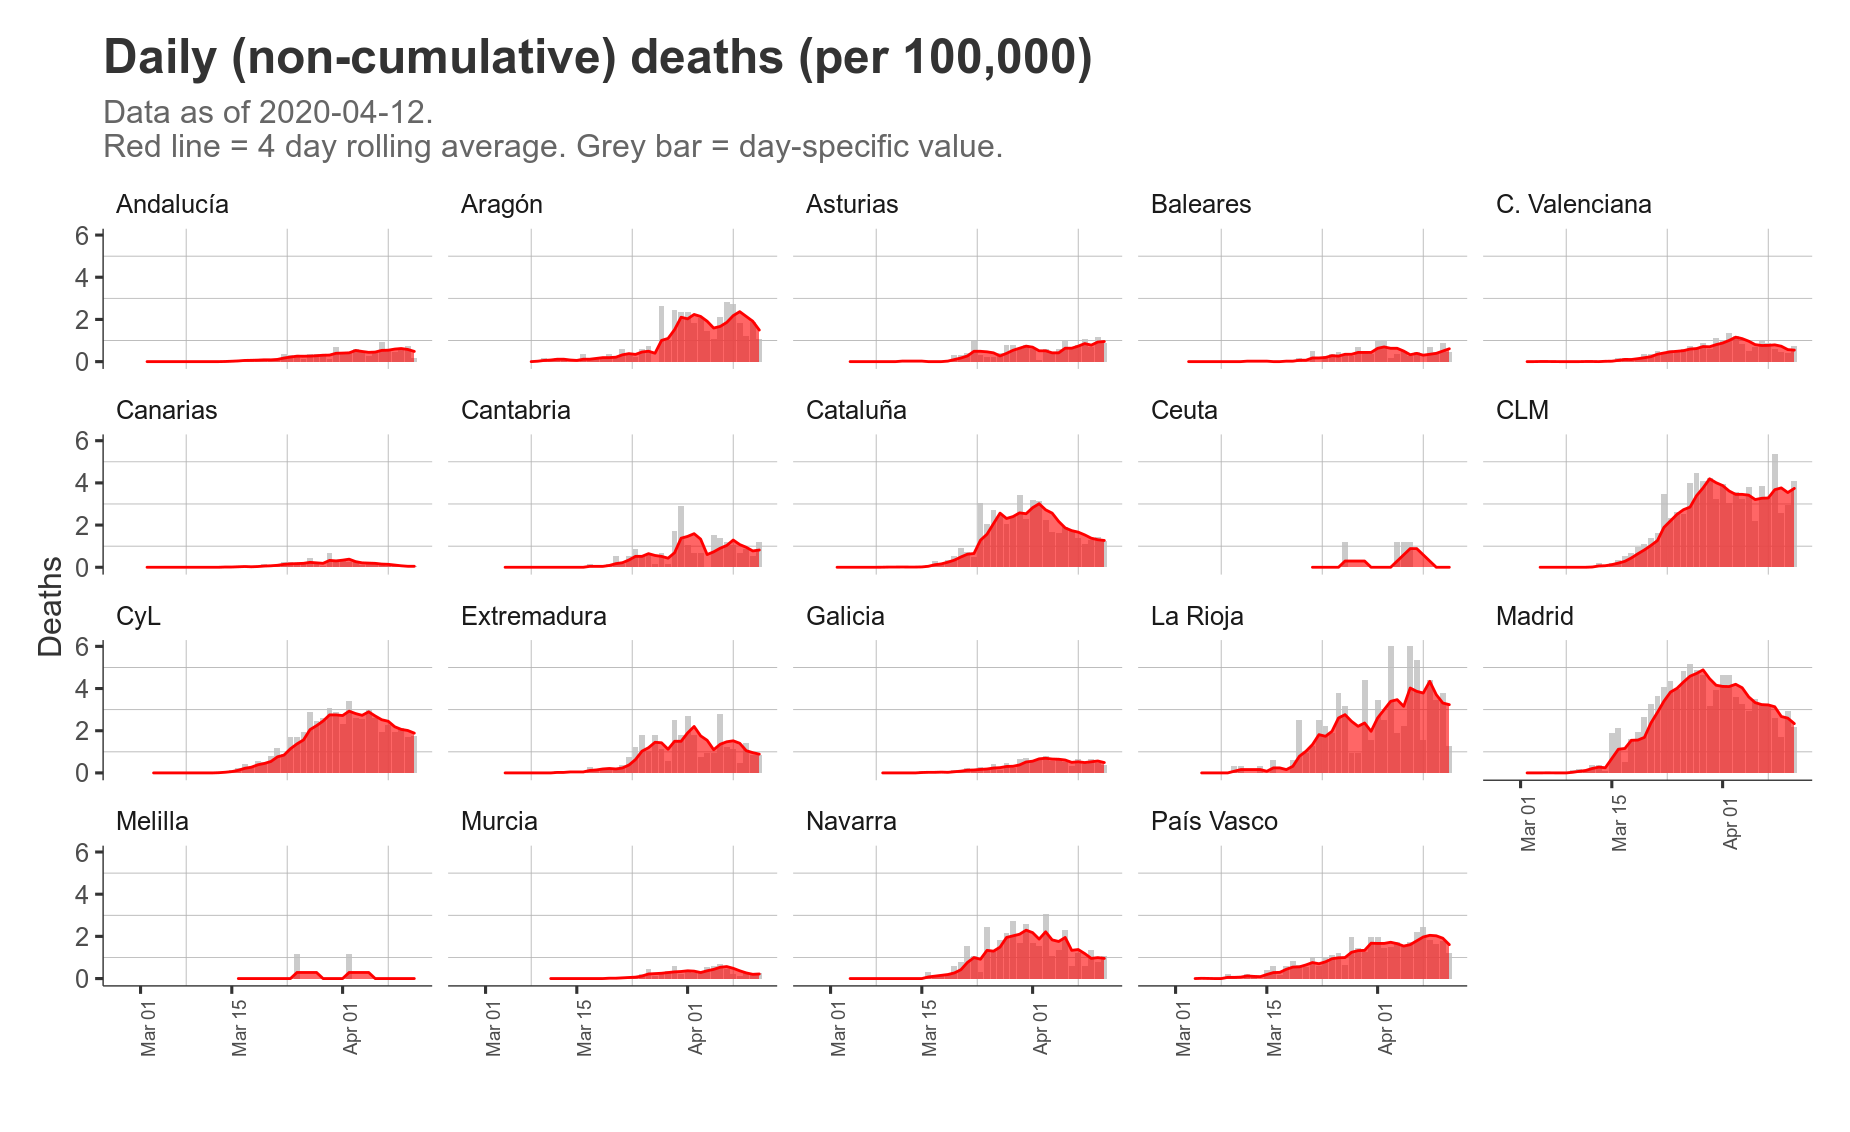 Daily (non-cumulative) deaths (per 100,000)
Data as of 2020-04-12.
Red line = 4 day rolling average. Grey bar = day-specific value.
Andalucía
Aragón
Asturias
Baleares
C. Valenciana
6
4
2
0
Canarias
Cantabria
Cataluña
Ceuta
CLM
6
4
2
0
Deaths
CyL
Extremadura
Galicia
La Rioja
Madrid
6
4
2
0
Mar 01
Mar 15
Apr 01
Melilla
Murcia
Navarra
País Vasco
6
4
2
0
Mar 01
Mar 15
Apr 01
Mar 01
Mar 15
Apr 01
Mar 01
Mar 15
Apr 01
Mar 01
Mar 15
Apr 01